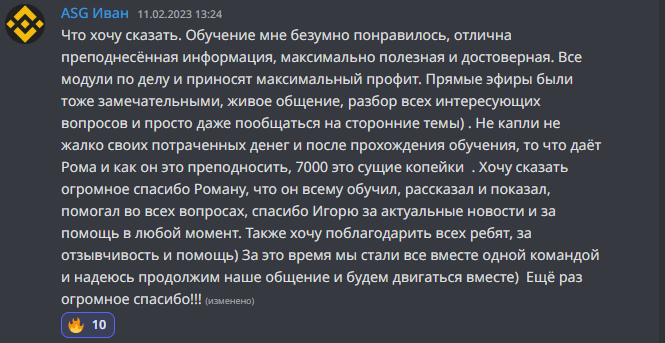 ASG Иван 11.02.2023 13:24
Что хочу сказать. Обучение мне безумно понравилось, отлична
преподнесённая информация, максимально полезная и достоверная. Все
модули по делу и приносят максимальный профит. Прямые эфиры были
тоже замечательными, живое общение, разбор всех интересующих
вопросов и просто даже пообщаться на сторонние темы) . Не капли не
жалко своих потраченных денег и после прохождения обучения, то что даёт
Рома и как он это преподносить, 7000 это сущие копейки . Хочу сказать
огромное спасибо Роману, что он всему обучил, рассказал и показал,
помогал во всех вопросах, спасибо Игорю за актуальные новости и за
помощь в любой момент. Также хочу поблагодарить всех ребят, за
отзывчивость и помощь) За это время мы стали все вместе одной командой
и надеюсь продолжим наше общение и будем двигаться вместе) Ещё раз
огромное спасибо!!! (изменено)
🔥 10